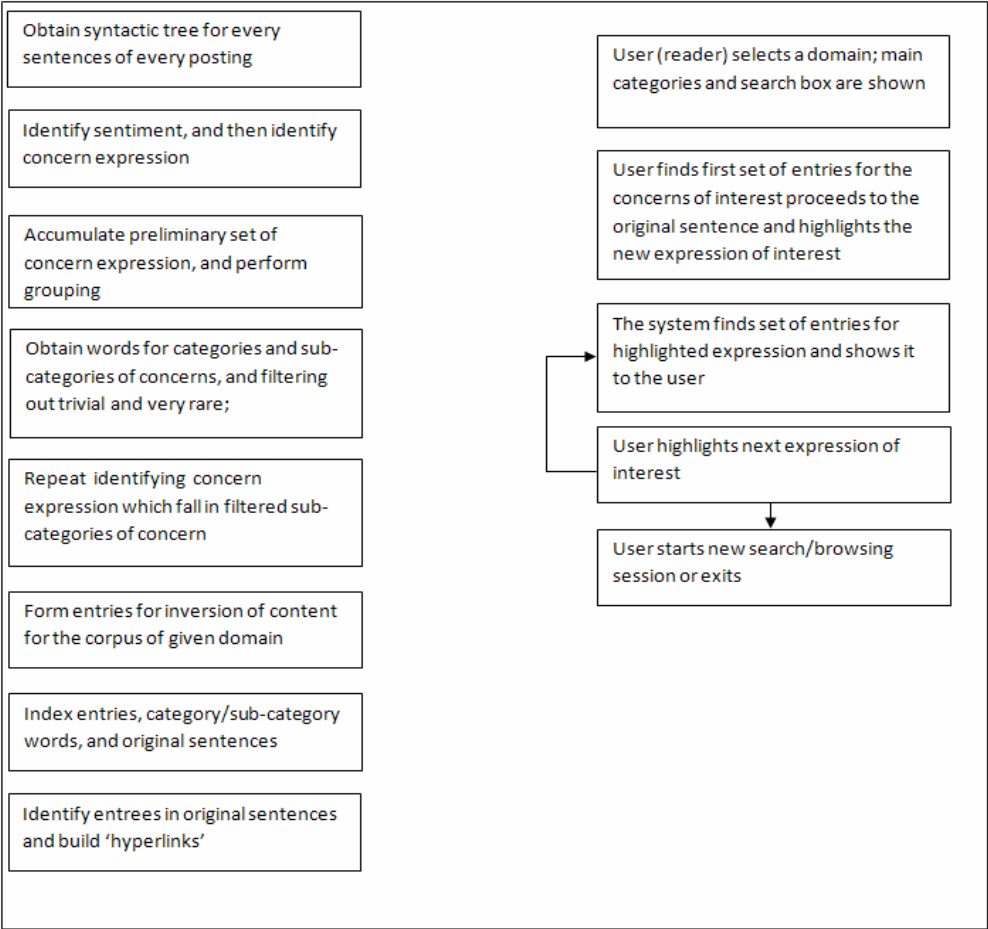 Obtain syntactic tree for every
sentences of every posting
Identify sentiment, and then identify
concern expression
Accumulate preliminary set of
concern expression, and perform
grouping
Obtain words for categories and sub-
categories of concerns, and filtering
out trivial and very rare;
Repeat identifying concern
expression which fall in filtered sub-
categories of concern
Form entries for inversion of content
for the corpus of given domain
Index entries, category/sub-category
words, and original sentences
Identify entrees in original sentences
and build ‘hyperlinks’
User (reader) selects a domain; main
categories and search box are shown
User finds first set of entries for the
concerns of interest proceeds to the
original sentence and highlights the
new expression of interest
The system finds set of entries for
highlighted expression and shows it
to the user
User highlights next expression of
interest
User starts new search/browsing
session or exits